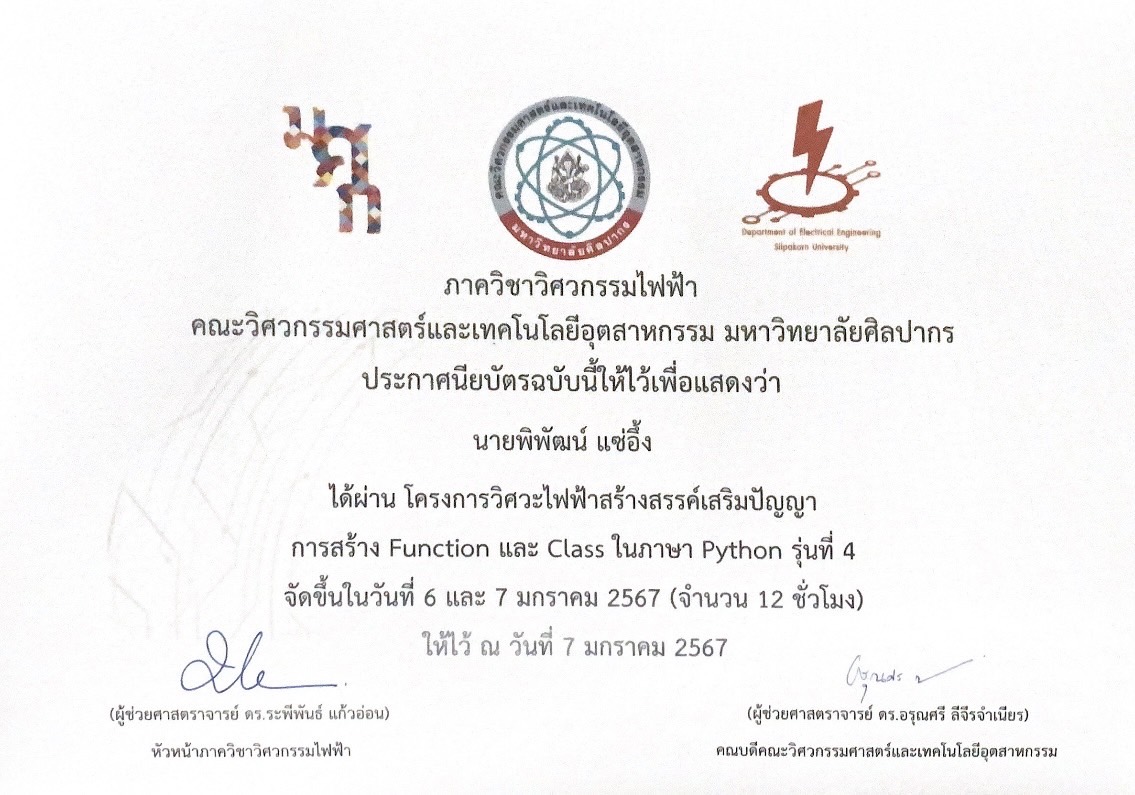 มศก
คณะวิศวกรรมศาสตร์และเทคโนโลยีอุตสาหกรรม
มหาวิทยาลัยศิลปากร
Department of Electrical Engineering
Silpakorn University
ภาควิชาวิศวกรรมไฟฟ้า
คณะวิศวกรรมศาสตร์และเทคโนโลยีอุตสาหกรรม มหาวิทยาลัยศิลปากร
ประกาศนียบัตรฉบับนี้ให้ไว้เพื่อแสดงว่า
นายพิพัฒน์ แซ่อึ้ง
ได้ผ่าน โครงการวิศวะไฟฟ้าสร้างสรรค์เสริมปัญญา
การสร้าง Function และ Class ในภาษา Python รุ่นที่ 4
จัดขึ้นในวันที่ 6 และ 7 มกราคม 2567 (จำนวน 12 ชั่วโมง)
ให้ไว้ ณ วันที่ 7 มกราคม 2567
(ผู้ช่วยศาสตราจารย์ ดร.ระพีพันธ์ แก้วอ่อน)
หัวหน้าภาควิชาวิศวกรรมไฟฟ้า
(ผู้ช่วยศาสตราจารย์ ดร.อรุณศรี ลีจีรจำเนียร)
คณบดีคณะวิศวกรรมศาสตร์และเทคโนโลยีอุตสาหกรรม